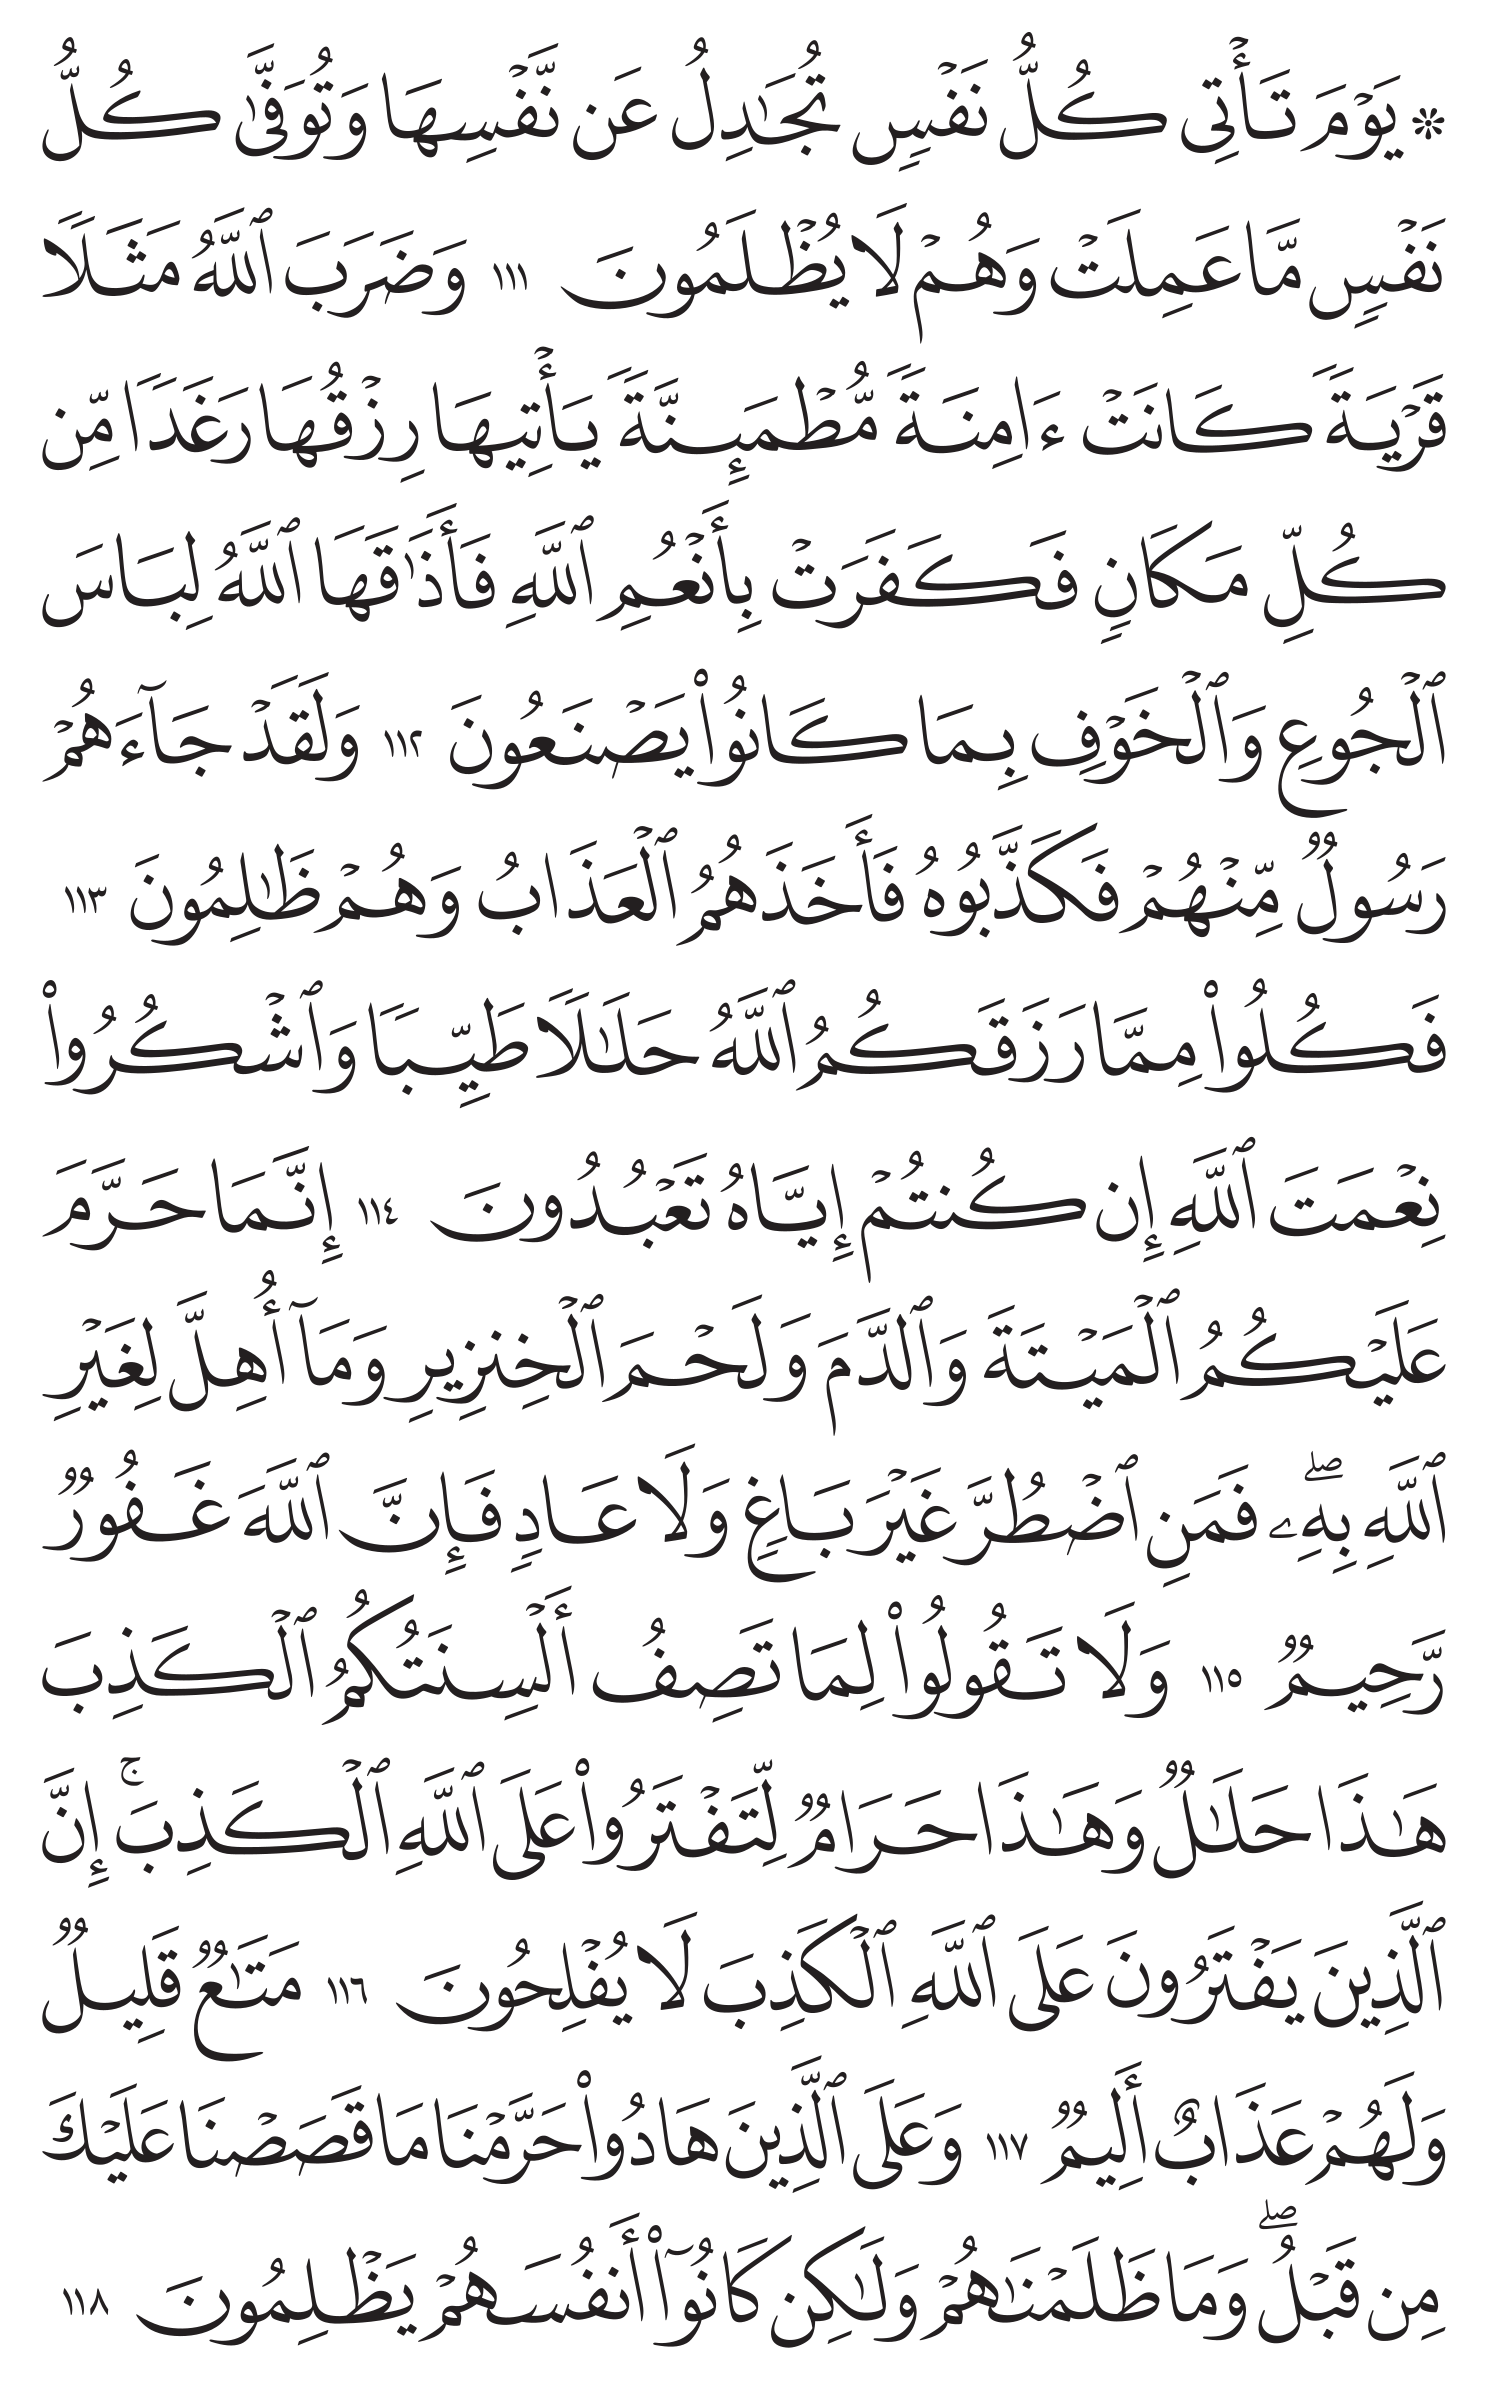 ۞ يَوۡمَ تَأۡتِي كُلُّ نَفۡسٖ تُجَٰدِلُ عَن نَّفۡسِهَا وَتُوَفَّىٰ كُلُّ
نَفۡسٖ مَّا عَمِلَتۡ وَهُمۡ لَا يُظۡلَمُونَ ١١١ وَضَرَبَ ٱللَّهُ مَثَلٗا
قَرۡيَةٗ كَانَتۡ ءَامِنَةٗ مُّطۡمَئِنَّةٗ يَأۡتِيهَا رِزۡقُهَا رَغَدٗا مِّن
كُلِّ مَكَانٖ فَكَفَرَتۡ بِأَنۡعُمِ ٱللَّهِ فَأَذَٰقَهَا ٱللَّهُ لِبَاسَ
ٱلۡجُوعِ وَٱلۡخَوۡفِ بِمَا كَانُواْ يَصۡنَعُونَ ١١٢ وَلَقَدۡ جَآءَهُمۡ
رَسُولٞ مِّنۡهُمۡ فَكَذَّبُوهُ فَأَخَذَهُمُ ٱلۡعَذَابُ وَهُمۡ ظَٰلِمُونَ ١١٣
فَكُلُواْ مِمَّا رَزَقَكُمُ ٱللَّهُ حَلَٰلٗا طَيِّبٗا وَٱشۡكُرُواْ
نِعۡمَتَ ٱللَّهِ إِن كُنتُمۡ إِيَّاهُ تَعۡبُدُونَ ١١٤ إِنَّمَا حَرَّمَ
عَلَيۡكُمُ ٱلۡمَيۡتَةَ وَٱلدَّمَ وَلَحۡمَ ٱلۡخِنزِيرِ وَمَآ أُهِلَّ لِغَيۡرِ
ٱللَّهِ بِهِۦۖ فَمَنِ ٱضۡطُرَّ غَيۡرَ بَاغٖ وَلَا عَادٖ فَإِنَّ ٱللَّهَ غَفُورٞ
رَّحِيمٞ ١١٥ وَلَا تَقُولُواْ لِمَا تَصِفُ أَلۡسِنَتُكُمُ ٱلۡكَذِبَ
هَٰذَا حَلَٰلٞ وَهَٰذَا حَرَامٞ لِّتَفۡتَرُواْ عَلَى ٱللَّهِ ٱلۡكَذِبَۚ إِنَّ
ٱلَّذِينَ يَفۡتَرُونَ عَلَى ٱللَّهِ ٱلۡكَذِبَ لَا يُفۡلِحُونَ ١١٦ مَتَٰعٞ قَلِيلٞ
وَلَهُمۡ عَذَابٌ أَلِيمٞ ١١٧ وَعَلَى ٱلَّذِينَ هَادُواْ حَرَّمۡنَا مَا قَصَصۡنَا عَلَيۡكَ
مِن قَبۡلُۖ وَمَا ظَلَمۡنَٰهُمۡ وَلَٰكِن كَانُوٓاْ أَنفُسَهُمۡ يَظۡلِمُونَ ١١٨